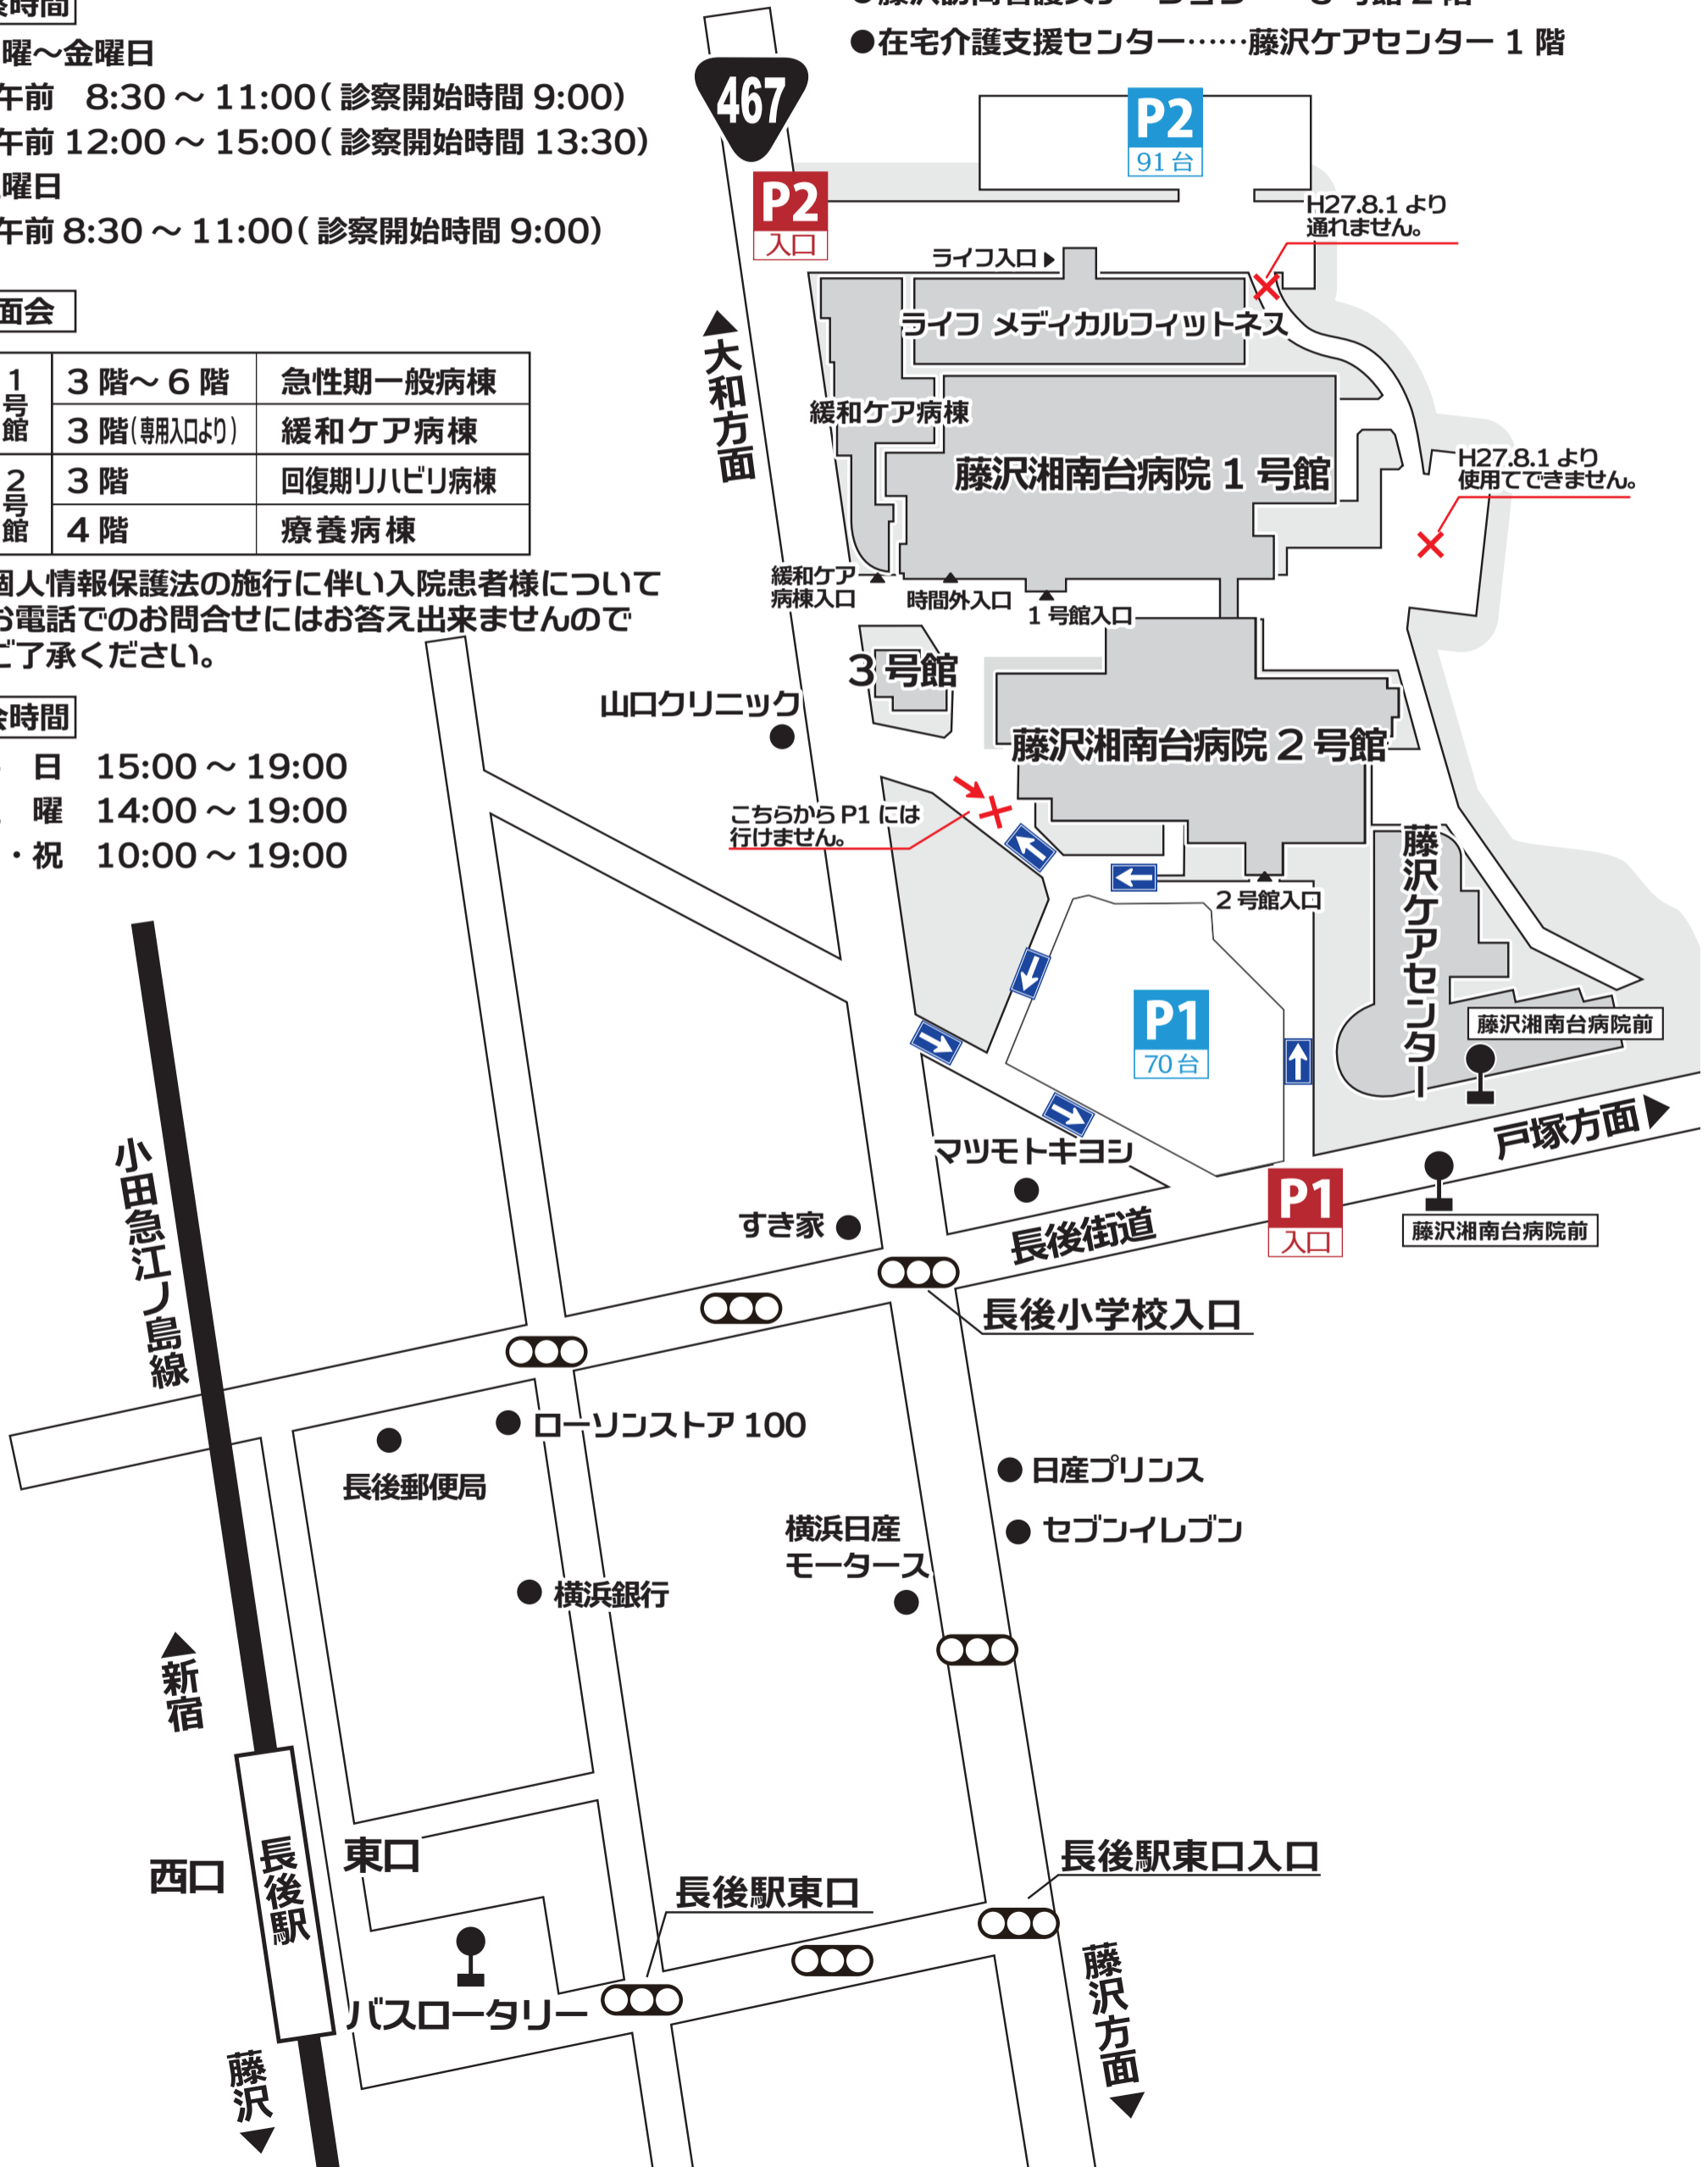 時間
曜～金曜日
午前 8:30 ～ 11:00( 診察開始時間 9:00)
午前 12:00 ～ 15:00( 診察開始時間 13:30)
曜日
午前 8:30 ～ 11:00( 診察開始時間 9:00)
面会
1号館
3 階～ 6 階 急性期一般病棟
3 階(専用入口より) 緩和ケア病棟
2号館
3 階 回復期リハビリ病棟
4 階 療養病棟
個人情報保護法の施行に伴い入院患者様について
お電話でのお問合せにはお答え出来ませんので
ご了承ください。
会時間
日 15:00 ～ 19:00
曜 14:00 ～ 19:00
・祝 10:00 ～ 19:00
●在宅介護支援センター……藤沢ケアセンター 1 階
467
P2
91 台
P2
入口
H27.8.1 より
通れません。
ライフ入口
ライフ メディカルフィットネス
大和方面
緩和ケア病棟
藤沢湘南台病院 1 号館
H27.8.1 より
使用てできません。
緩和ケア
病棟入口
時間外入口
1 号館入口
3 号館
山口クリニック
藤沢湘南台病院 2 号館
こちらから P1 には
行けません。
2 号館入口
藤沢ケアセンター
P1
70 台
藤沢湘南台病院前
戸塚方面
マツモトキヨシ
すき家
長後街道
P1
入口
藤沢湘南台病院前
長後小学校入口
小田急江ノ島線
ローソンストア 100
長後郵便局
日産プリンス
セブンイレブン
横浜日産
モータース
横浜銀行
新宿
西口
長後駅
東口
長後駅東口
長後駅東口入口
バスロータリー
藤沢
藤沢方面